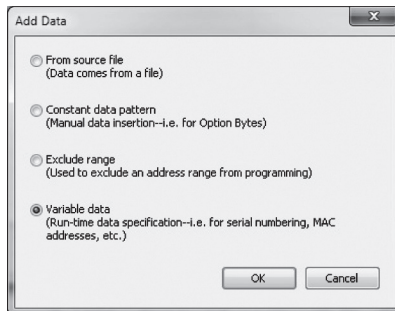 Add Data
From source file
(Data comes from a file)
Constant data pattern
(Manual data insertion--i.e. for Option Bytes)
Exclude range
(Used to exclude an address range from programming)
Variable data
(Run-time data specification--i.e. for serial numbering, MAC
addresses, etc.)
OK
Cancel